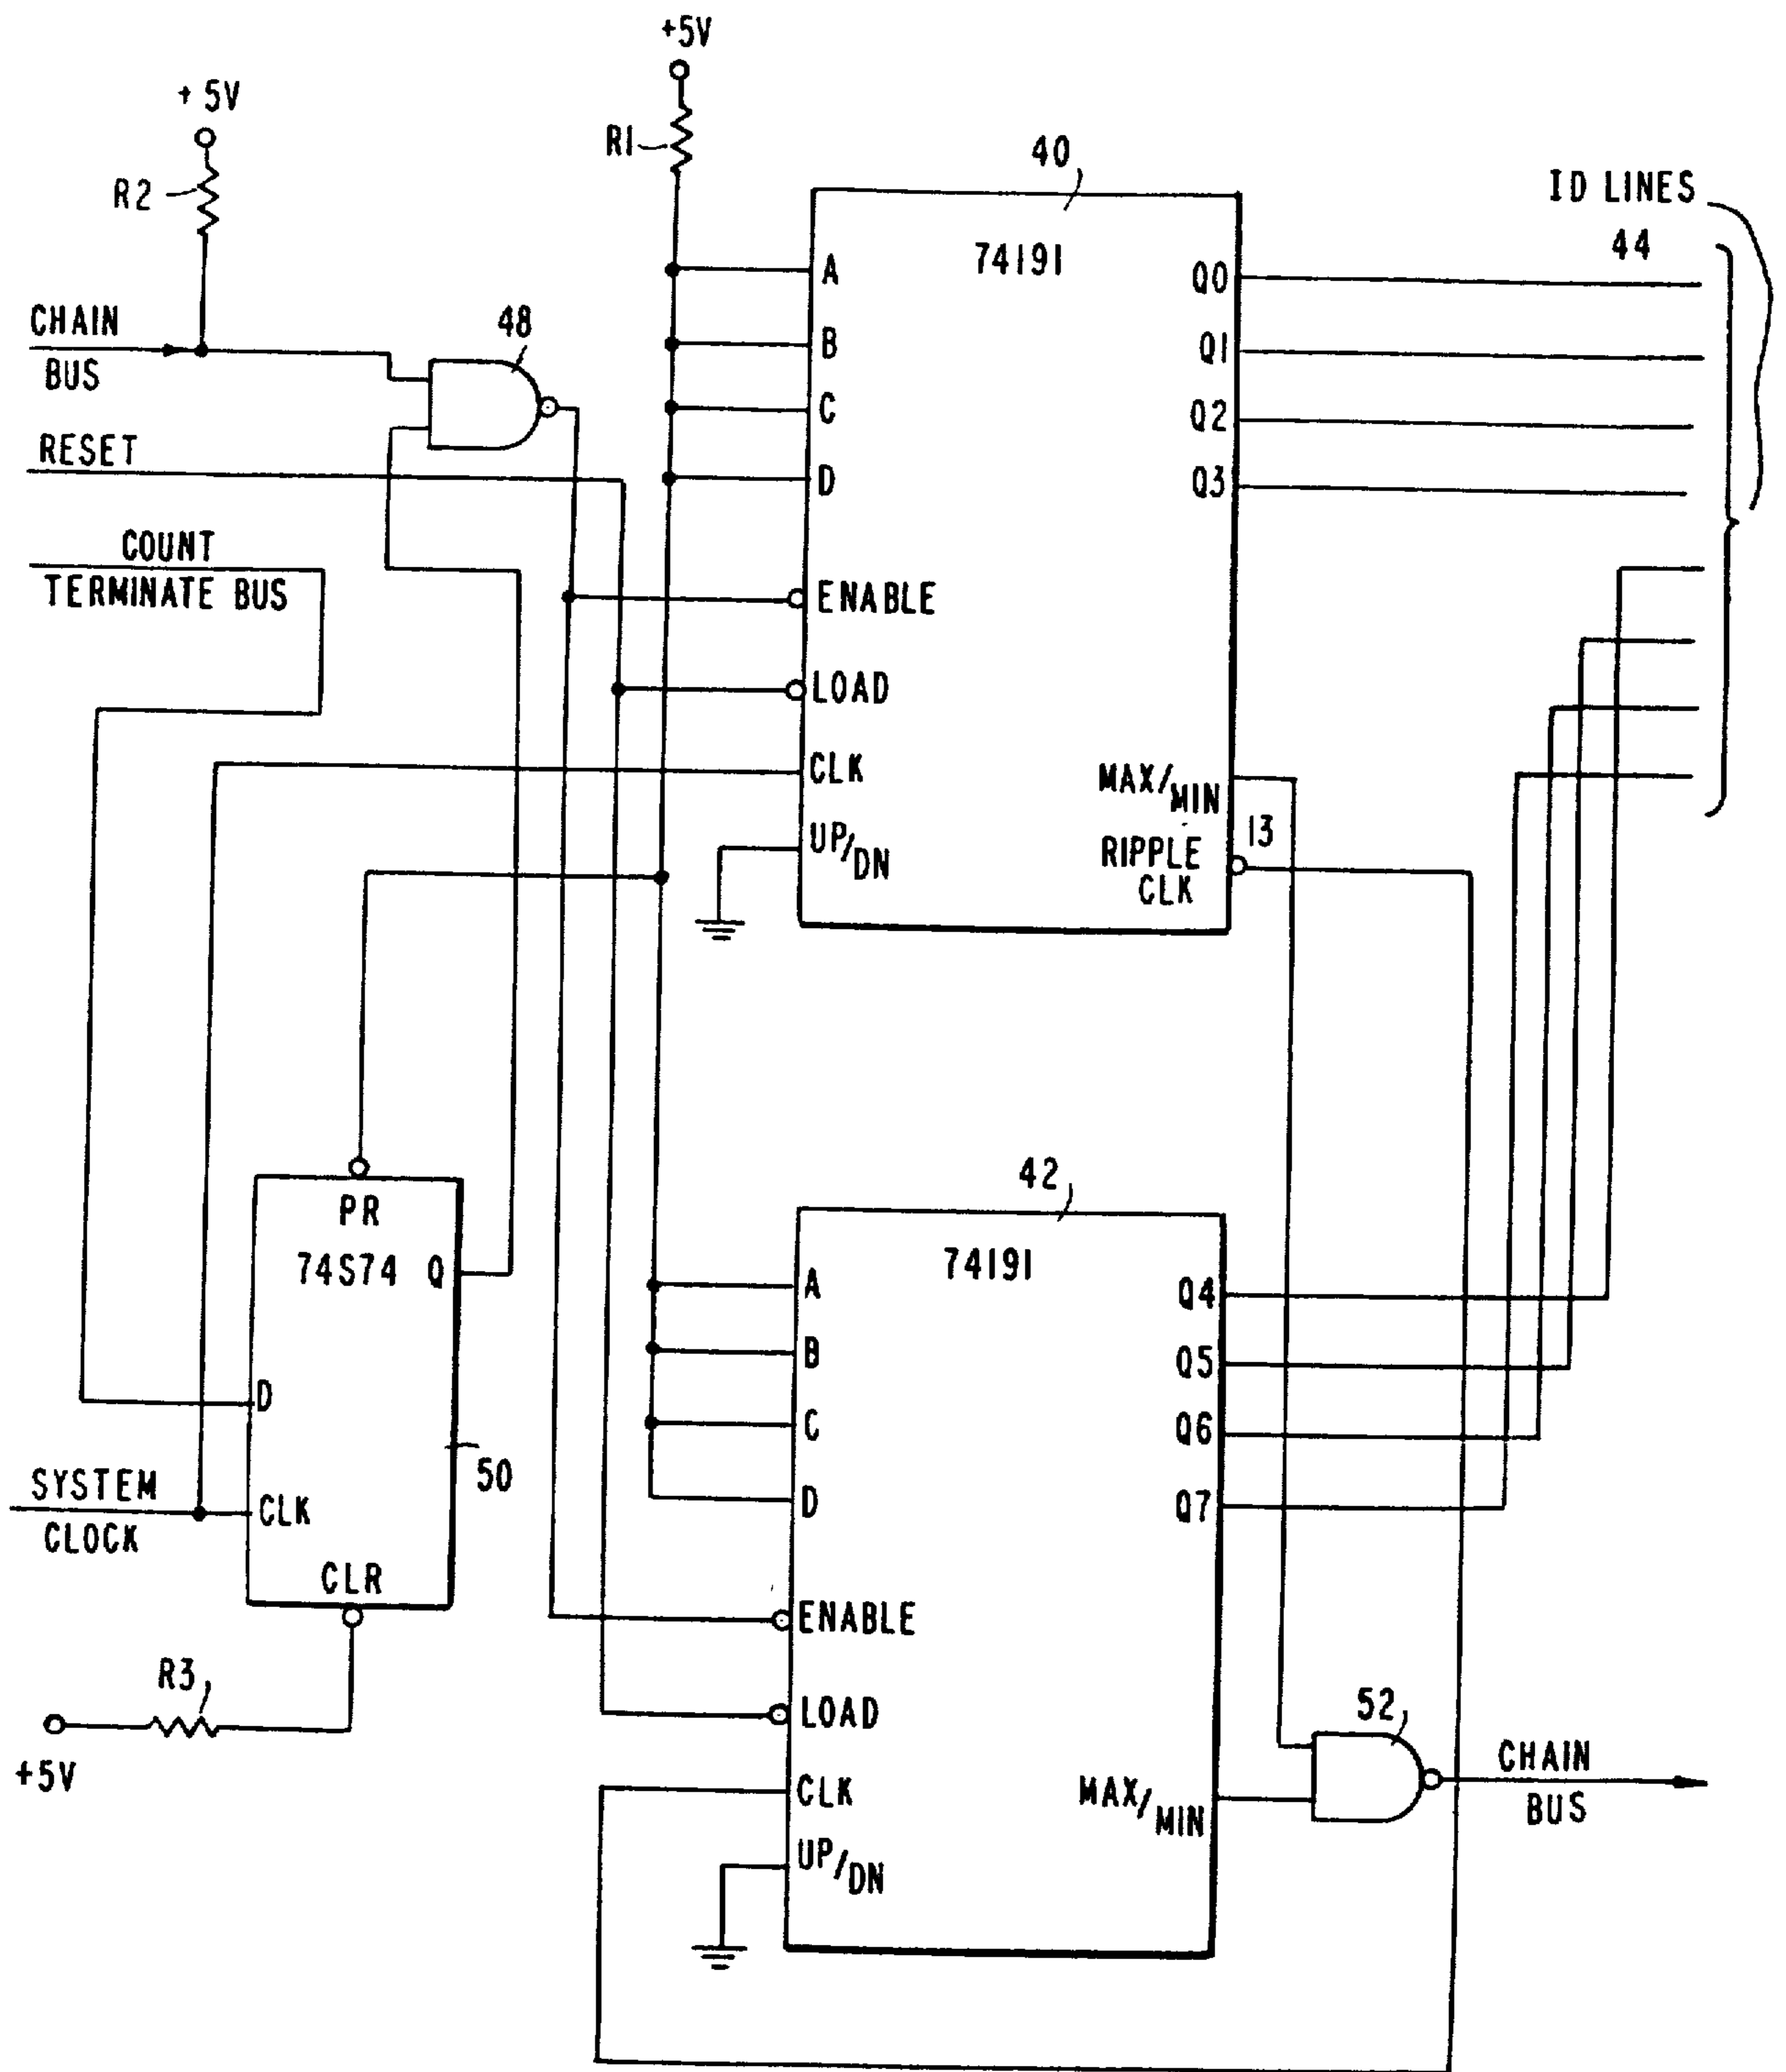 +5V
+5V
R1
R2
40
ID LINES
44
74191
A
Q0
CHAIN
BUS
48
B
Q1
C
Q2
RESET
D
Q3
COUNT
TERMINATE BUS
ENABLE
LOAD
CLK
MAX/MIN
13
UP/DN
RIPPLE
CLK
42
PR
74S74
Q
74191
A
Q4
B
Q5
D
C
Q6
50
SYSTEM
CLOCK
CLK
D
Q7
CLR
ENABLE
R3
LOAD
52
+5V
CLK
MAX/MIN
CHAIN
BUS
UP/DN